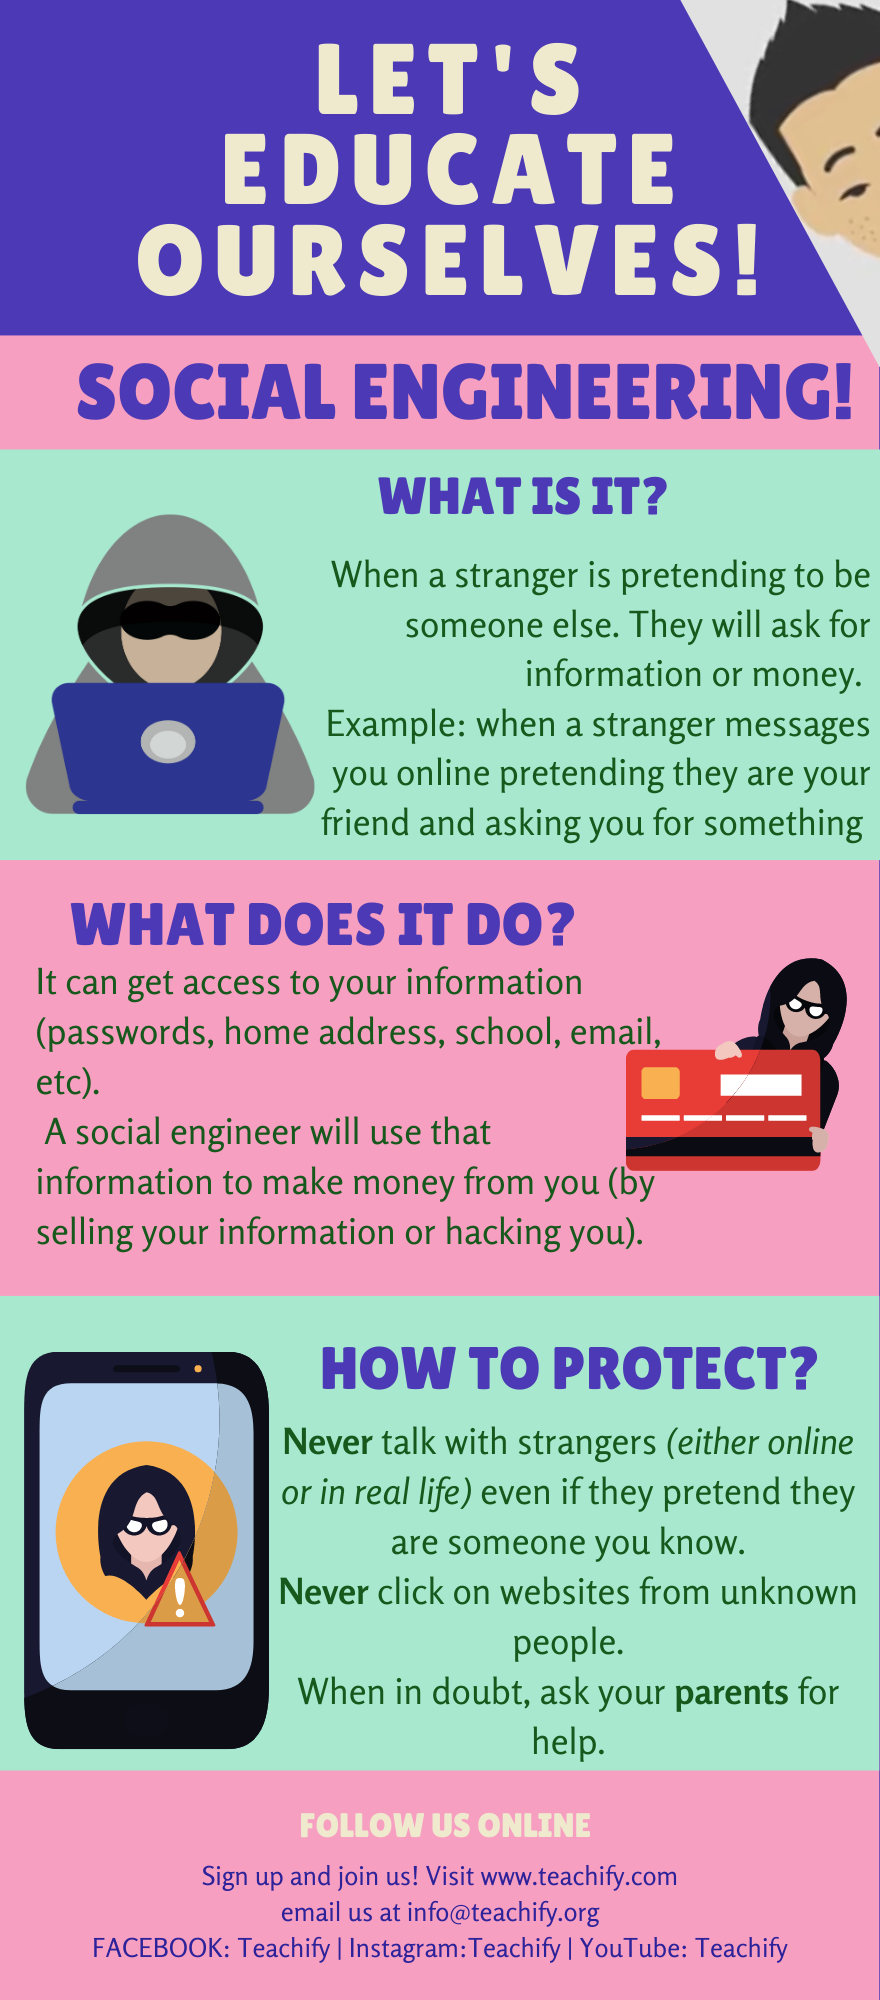 LET'S
EDUCATE
OURSELVES!
SOCIAL ENGINEERING!
WHAT IS IT?
When a stranger is pretending to be
someone else. They will ask for
information or money.
Example: when a stranger messages
you online pretending they are your
friend and asking you for something
WHAT DOES IT DO?
It can get access to your information
(passwords, home address, school, email,
etc).
A social engineer will use that
information to make money from you (by
selling your information or hacking you).
HOW TO PROTECT?
Never talk with strangers (either online
or in real life) even if they pretend they
are someone you know.
Never click on websites from unknown
people.
When in doubt, ask your parents for
help.
FOLLOW US ONLINE
Sign up and join us! Visit www.teachify.com
email us at info@teachify.org
FACEBOOK: Teachify | Instagram:Teachify | YouTube: Teachify